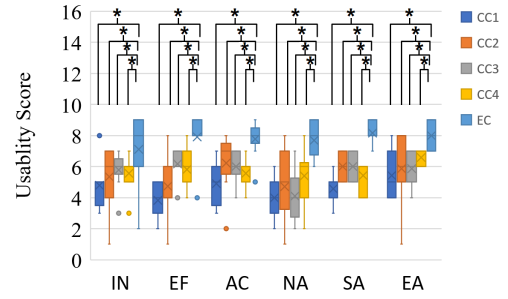 16
14
12
10
8
6
4
2
0
Usablity Score
* * * * * *
* * * * * *
* * * * * *
* * * * * *
IN EF AC NA SA EA
CC1
CC2
CC3
CC4
EC